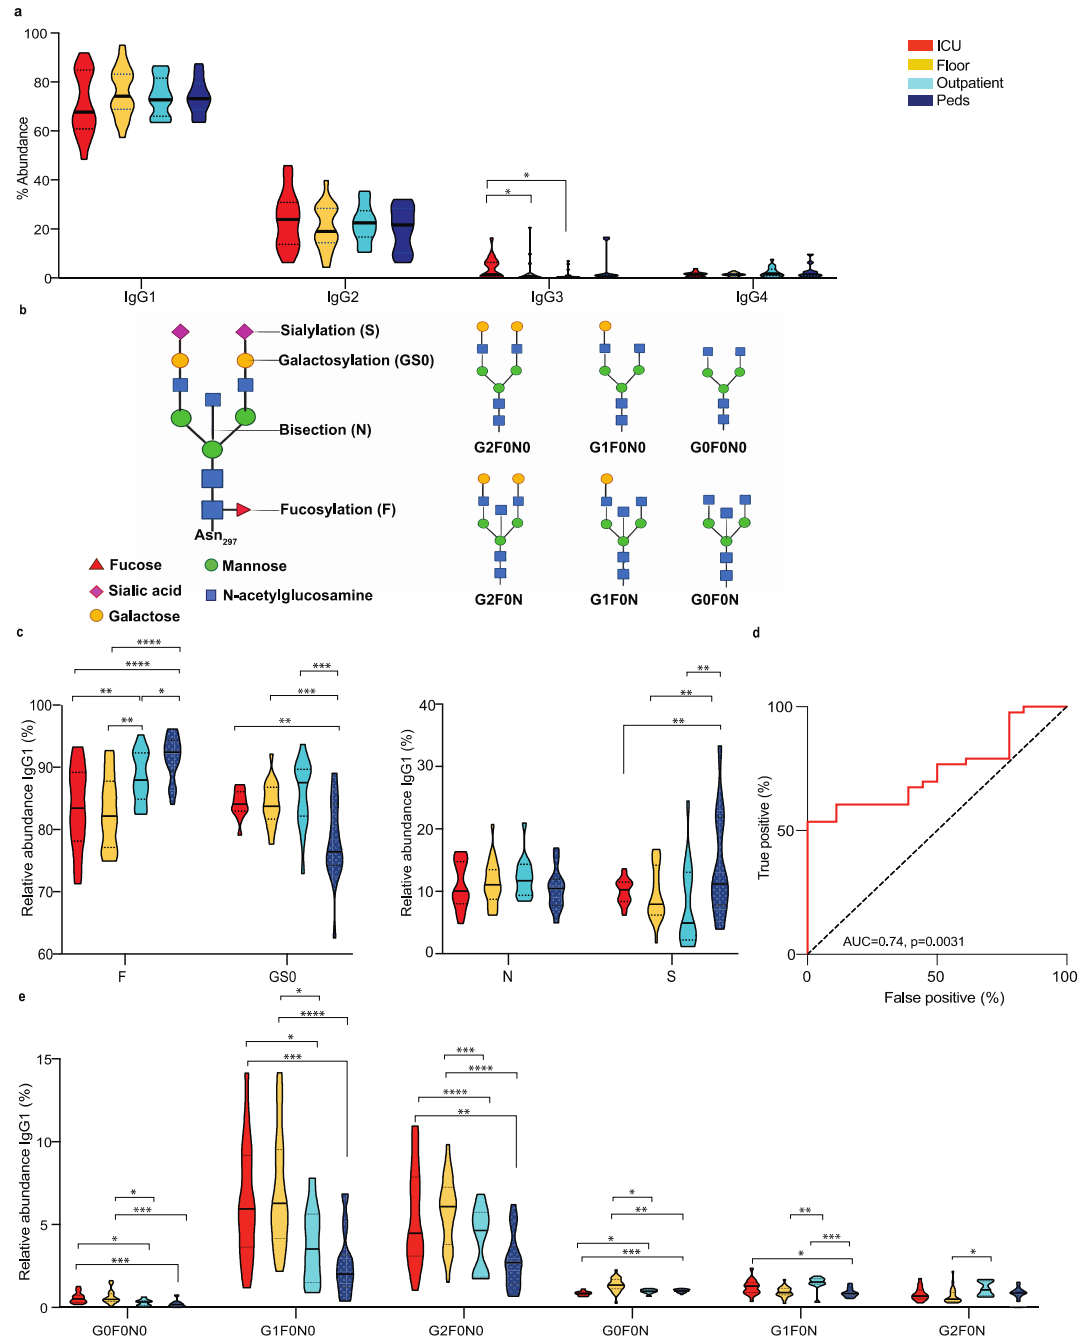 a
100
80
60
40
20
0
% Abundance
IgG1
IgG2
IgG3
IgG4
*
*
ICU
Floor
Outpatient
Peds
b
Sialylation (S)
Galactosylation (GS0)
Bisection (N)
Fucosylation (F)
Asn297
Fucose
Mannose
Sialic acid
N-acetylglucosamine
Galactose
G2F0N0
G1F0N0
G0F0N0
G2F0N
G1F0N
G0F0N
c
****
****
**
*
**
***
***
**
100
90
80
70
60
Relative abundance IgG1 (%)
F
GS0
**
**
**
40
30
20
10
0
Relative abundance IgG1 (%)
N
S
d
100
50
0
True positive (%)
AUC=0.74, p=0.0031
0
50
100
False positive (%)
e
15
10
5
0
Relative abundance IgG1 (%)
*
***
*
***
*
****
*
***
***
****
****
**
*
**
*
***
**
***
*
*
G0F0N0
G1F0N0
G2F0N0
G0F0N
G1F0N
G2F0N